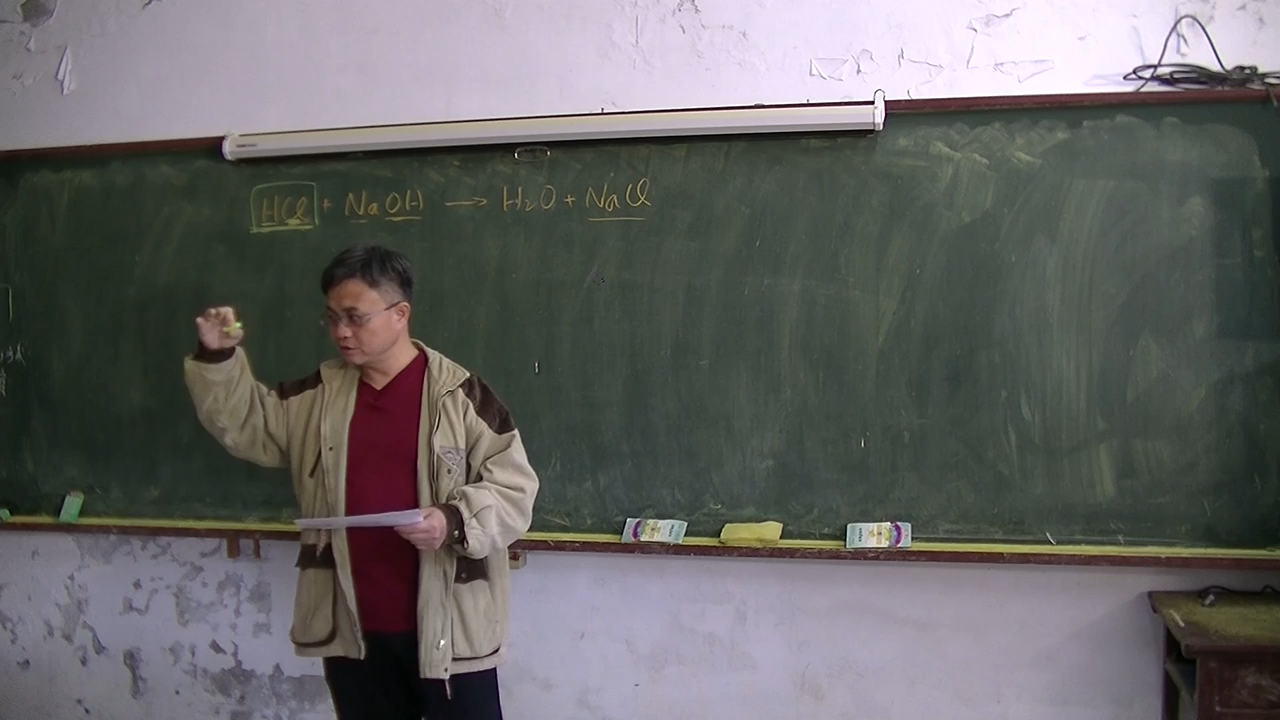 HCl + NaOH → H₂O + NaCl